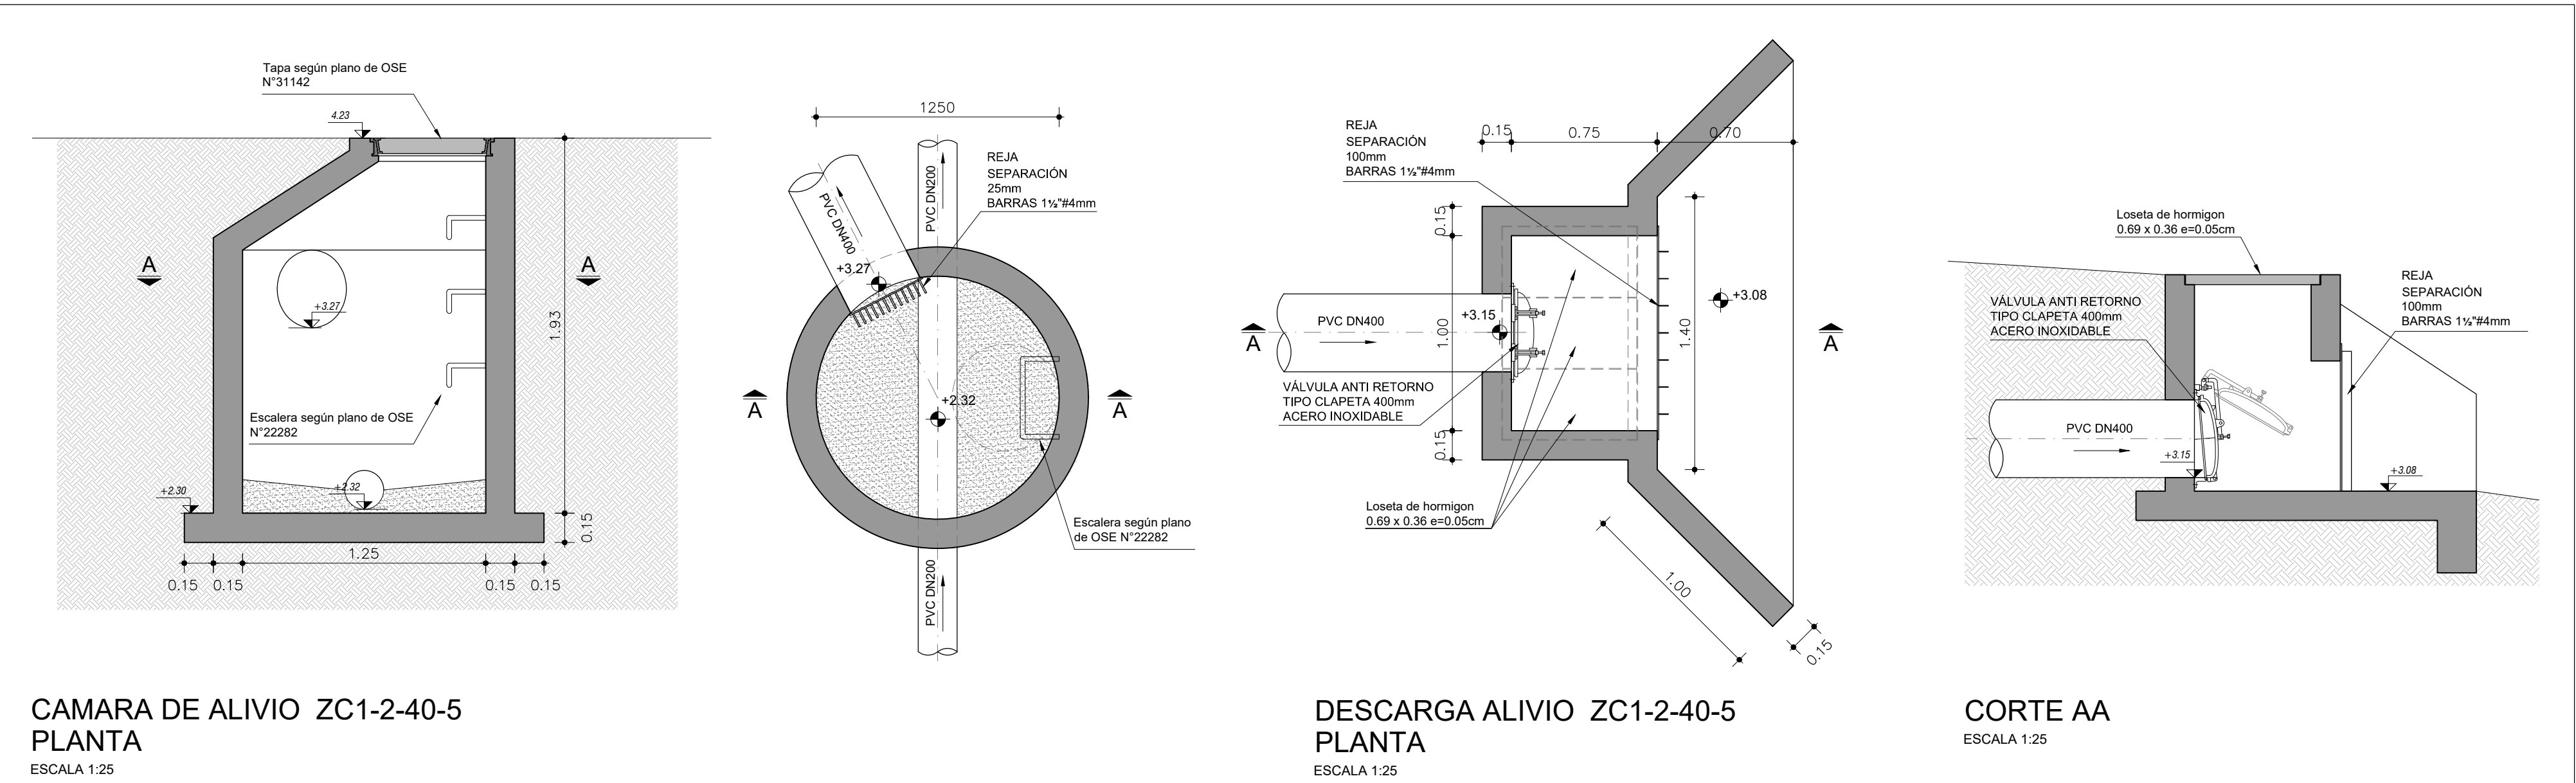 Tapa según plano de OSE
N°31142
4.23
A
A
+3.27
1.93
Escalera según plano de OSE
N°22282
+2.30
+2.32
0.15
1.25
0.15
0.15
0.15
0.15
CAMARA DE ALIVIO ZC1-2-40-5
PLANTA
ESCALA 1:25
1250
PVC DN400
PVC DN200
REJA
SEPARACIÓN
25mm
BARRAS 1½"#4mm
+3.27
A
A
+2.32
Escalera según plano
de OSE N°22282
PVC DN200
REJA
SEPARACIÓN
100mm
BARRAS 1½"#4mm
0.15
0.75
0.70
0.15
1.00
0.15
1.40
+3.08
+3.15
PVC DN400
A
A
VÁLVULA ANTI RETORNO
TIPO CLAPETA 400mm
ACERO INOXIDABLE
Loseta de hormigon
0.69 x 0.36 e=0.05cm
1.00
0.15
DESCARGA ALIVIO ZC1-2-40-5
PLANTA
ESCALA 1:25
Loseta de hormigon
0.69 x 0.36 e=0.05cm
VÁLVULA ANTI RETORNO
TIPO CLAPETA 400mm
ACERO INOXIDABLE
REJA
SEPARACIÓN
100mm
BARRAS 1½"#4mm
PVC DN400
+3.15
+3.08
CORTE AA
ESCALA 1:25